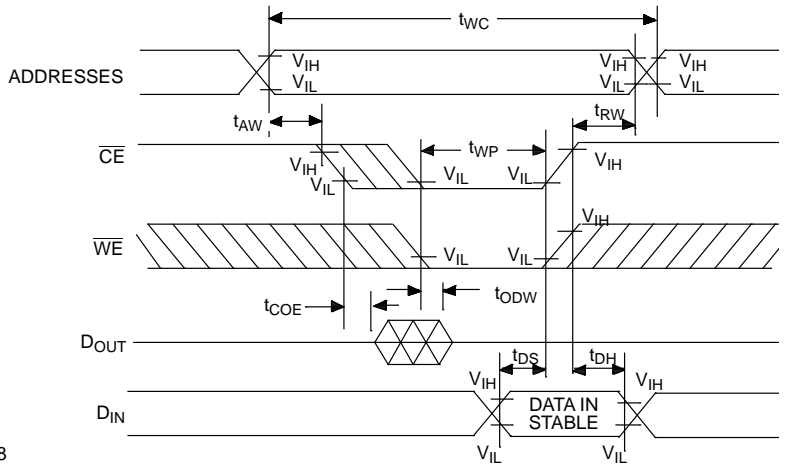 tWC
ADDRESSES
VIH
VIL
VIH
VIL
VIH
VIL
tAW
tRW
CE
VIH
VIL
tWP
VIL
VIL
VIH
WE
VIH
VIL
VIL
tCOE
tODW
DOUT
tDS
tDH
DIN
VIH
VIL
DATA IN
STABLE
VIH
VIL
8